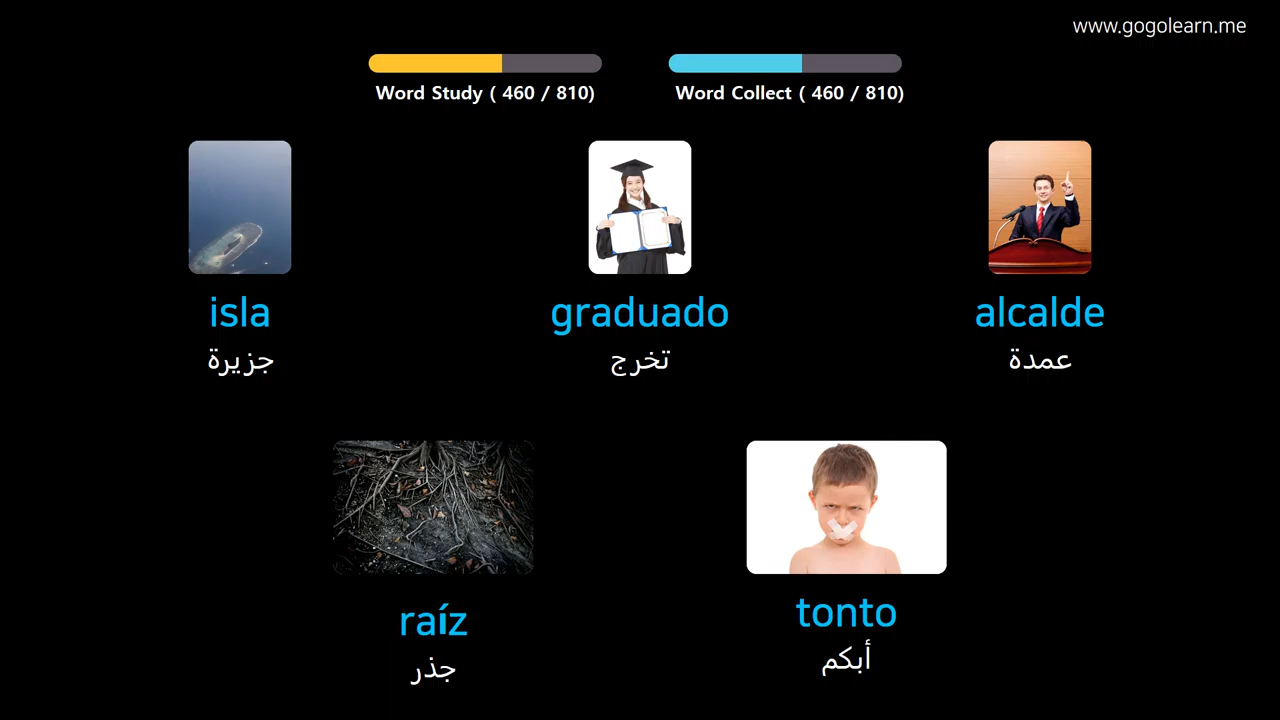 www.gogolearn.me
Word Study ( 460 / 810)
Word Collect ( 460 / 810)
isla
جزيرة
graduado
تخرج
alcalde
عمدة
raíz
جذر
tonto
أبكم